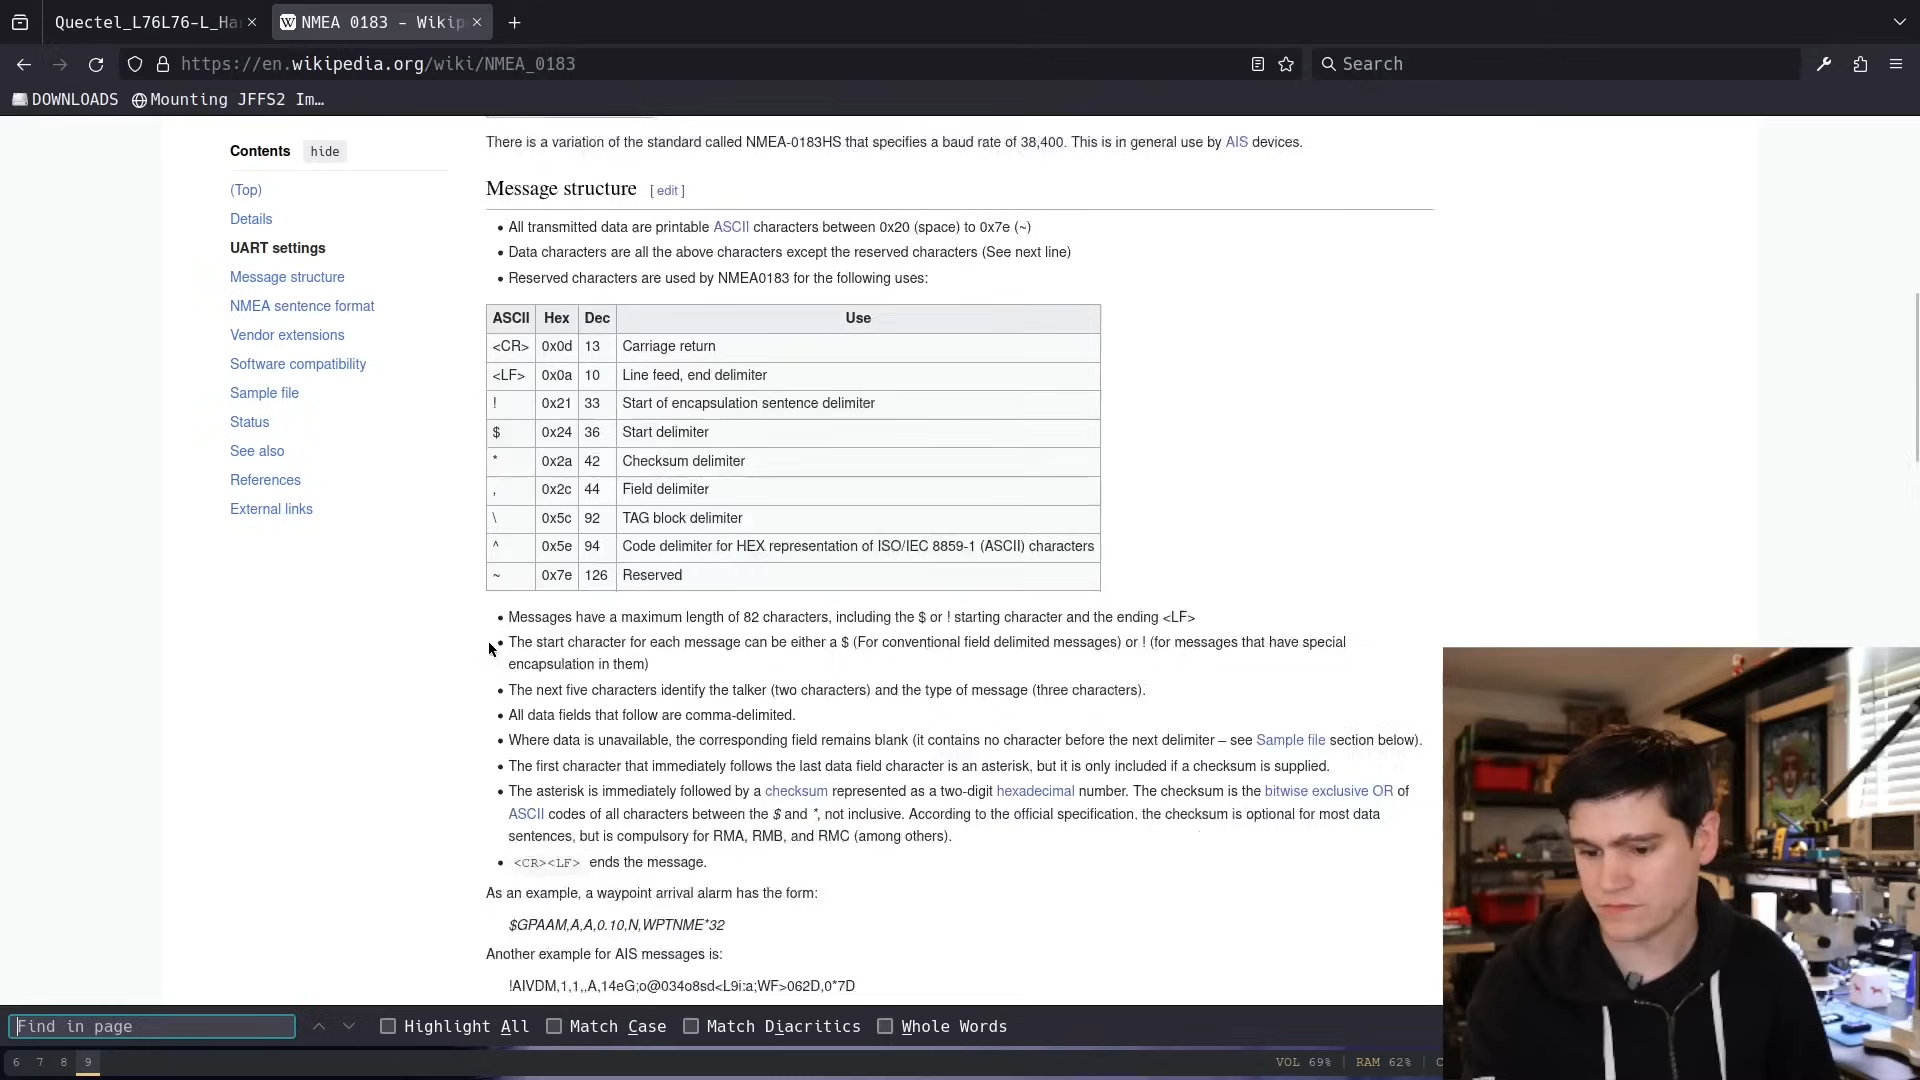 Quectel_L76L76-L_Ha
NMEA 0183 - Wikip
https://en.wikipedia.org/wiki/NMEA_0183
Search
DOWNLOADS
Mounting JFFS2 Im…
Contents
hide
(Top)
Details
UART settings
Message structure
NMEA sentence format
Vendor extensions
Software compatibility
Sample file
Status
See also
References
External links
There is a variation of the standard called NMEA-0183HS that specifies a baud rate of 38,400. This is in general use by AIS devices.
Message structure [ edit ]
• All transmitted data are printable ASCII characters between 0x20 (space) to 0x7e (~)
• Data characters are all the above characters except the reserved characters (See next line)
• Reserved characters are used by NMEA0183 for the following uses:
ASCII Hex Dec Use
<CR> 0x0d 13 Carriage return
<LF> 0x0a 10 Line feed, end delimiter
! 0x21 33 Start of encapsulation sentence delimiter
$ 0x24 36 Start delimiter
* 0x2a 42 Checksum delimiter
, 0x2c 44 Field delimiter
\ 0x5c 92 TAG block delimiter
^ 0x5e 94 Code delimiter for HEX representation of ISO/IEC 8859-1 (ASCII) characters
~ 0x7e 126 Reserved
• Messages have a maximum length of 82 characters, including the $ or ! starting character and the ending <LF>
• The start character for each message can be either a $ (For conventional field delimited messages) or ! (for messages that have special
encapsulation in them)
• The next five characters identify the talker (two characters) and the type of message (three characters).
• All data fields that follow are comma-delimited.
• Where data is unavailable, the corresponding field remains blank (it contains no character before the next delimiter – see Sample file section below).
• The first character that immediately follows the last data field character is an asterisk, but it is only included if a checksum is supplied.
• The asterisk is immediately followed by a checksum represented as a two-digit hexadecimal number. The checksum is the bitwise exclusive OR of
ASCII codes of all characters between the $ and *, not inclusive. According to the official specification, the checksum is optional for most data
sentences, but is compulsory for RMA, RMB, and RMC (among others).
• <CR><LF> ends the message.
As an example, a waypoint arrival alarm has the form:
$GPAAM,A,A,0.10,N,WPTNME*32
Another example for AIS messages is:
!AIVDM,1,1,,A,14eG;o@034o8sd<L9i:a;WF>062D,0*7D
Find in page
Highlight All
Match Case
Match Diacritics
Whole Words
6 7 8 9
VOL 69% | RAM 62% | C